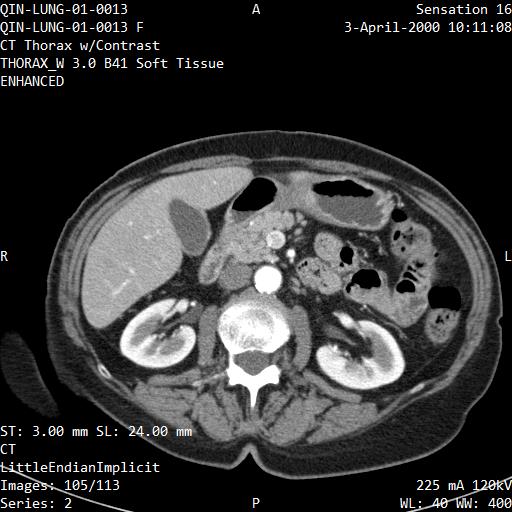 QIN-LUNG-01-0013
A
Sensation 16
QIN-LUNG-01-0013 F
3-April-2000 10:11:08
CT Thorax w/Contrast
THORAX_W 3.0 B41 Soft Tissue
ENHANCED
R
L
ST: 3.00 mm SL: 24.00 mm
CT
LittleEndianImplicit
Images: 105/113
225 mA 120kV
Series: 2
P
WL: 40 WW: 400